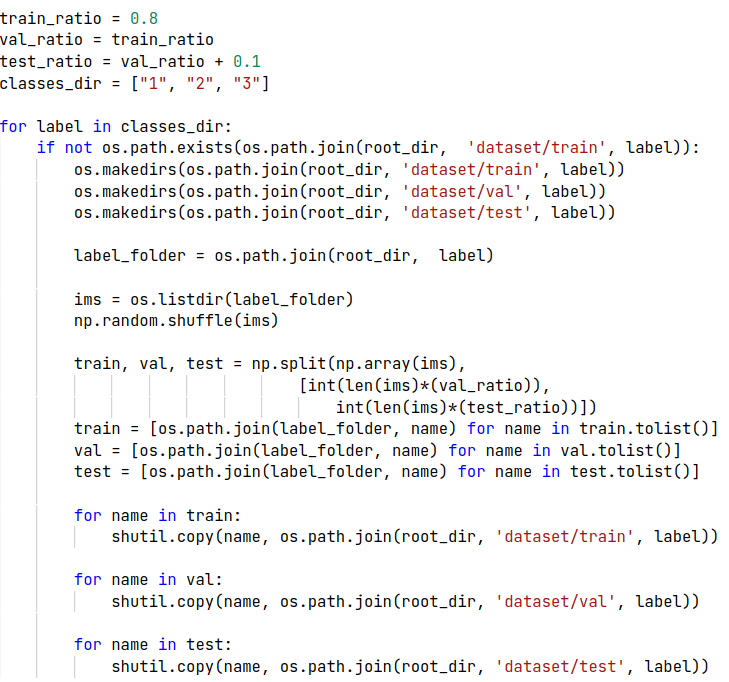 train_ratio = 0.8
val_ratio = train_ratio
test_ratio = val_ratio + 0.1
classes_dir = ["1", "2", "3"]

for label in classes_dir:
    if not os.path.exists(os.path.join(root_dir,  'dataset/train', label)):
        os.makedirs(os.path.join(root_dir, 'dataset/train', label))
        os.makedirs(os.path.join(root_dir, 'dataset/val', label))
        os.makedirs(os.path.join(root_dir, 'dataset/test', label))

        label_folder = os.path.join(root_dir,  label)

        ims = os.listdir(label_folder)
        np.random.shuffle(ims)

        train, val, test = np.split(np.array(ims),
                                [int(len(ims)*(val_ratio)),
                                    int(len(ims)*(test_ratio))])
        train = [os.path.join(label_folder, name) for name in train.tolist()]
        val = [os.path.join(label_folder, name) for name in val.tolist()]
        test = [os.path.join(label_folder, name) for name in test.tolist()]

        for name in train:
            shutil.copy(name, os.path.join(root_dir, 'dataset/train', label))

        for name in val:
            shutil.copy(name, os.path.join(root_dir, 'dataset/val', label))

        for name in test:
            shutil.copy(name, os.path.join(root_dir, 'dataset/test', label))